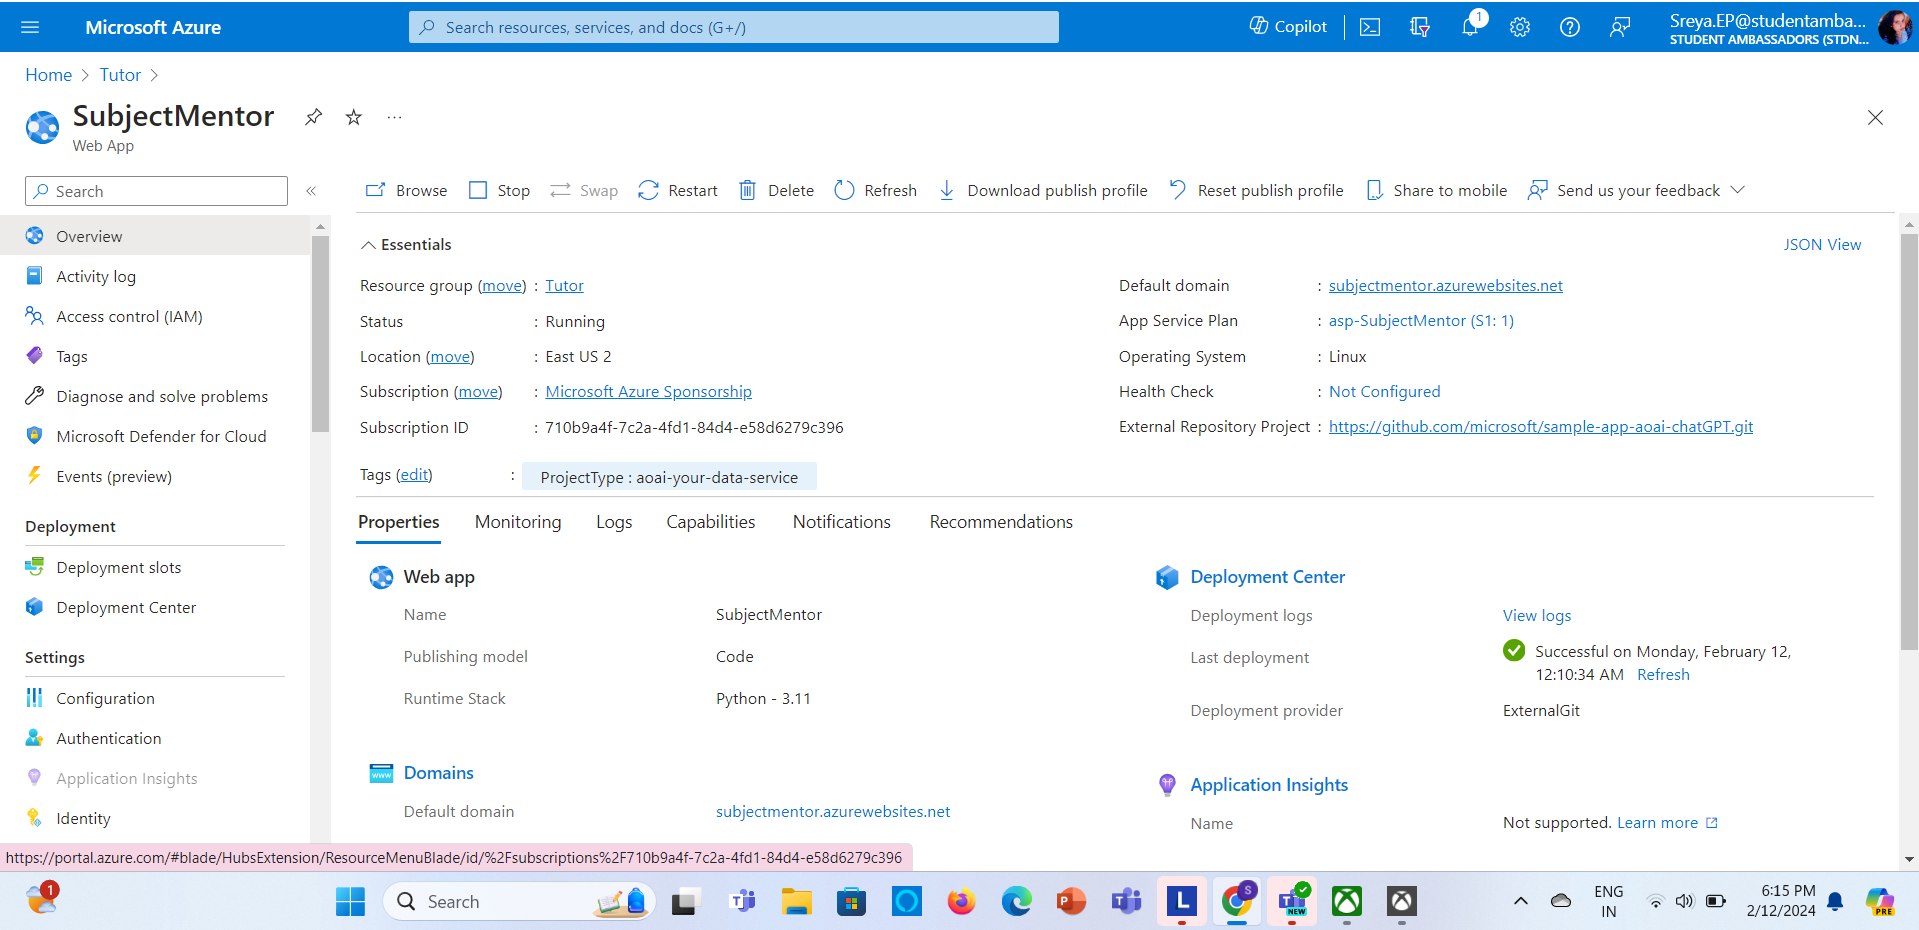 Microsoft Azure
Search resources, services, and docs (G+/)
Copilot
1
Sreya.EP@studentamba...
STUDENT AMBASSADORS (STDN...
Home > Tutor >
SubjectMentor
Web App
Search
Browse Stop Swap Restart Delete Refresh Download publish profile Reset publish profile Share to mobile Send us your feedback
Overview
Activity log
Access control (IAM)
Tags
Diagnose and solve problems
Microsoft Defender for Cloud
Events (preview)
Deployment
Deployment slots
Deployment Center
Settings
Configuration
Authentication
Application Insights
Identity
Essentials
JSON View
Resource group (move) : Tutor
Status : Running
Location (move) : East US 2
Subscription (move) : Microsoft Azure Sponsorship
Subscription ID : 710b9a4f-7c2a-4fd1-84d4-e58d6279c396
Default domain : subjectmentor.azurewebsites.net
App Service Plan : asp-SubjectMentor (S1: 1)
Operating System : Linux
Health Check : Not Configured
External Repository Project : https://github.com/microsoft/sample-app-aoai-chatGPT.git
Tags (edit) : ProjectType : aoai-your-data-service
Properties Monitoring Logs Capabilities Notifications Recommendations
Web app
Name SubjectMentor
Publishing model Code
Runtime Stack Python - 3.11
Domains
www
Default domain subjectmentor.azurewebsites.net
Deployment Center
Deployment logs View logs
Last deployment Successful on Monday, February 12,
12:10:34 AM Refresh
Deployment provider ExternalGit
Application Insights
Name Not supported. Learn more
https://portal.azure.com/#blade/HubsExtension/ResourceMenuBlade/id/%2Fsubscriptions%2F710b9a4f-7c2a-4fd1-84d4-e58d6279c396
1
Search
P
L
S
NEW
ENG
IN
6:15 PM
2/12/2024
PRE